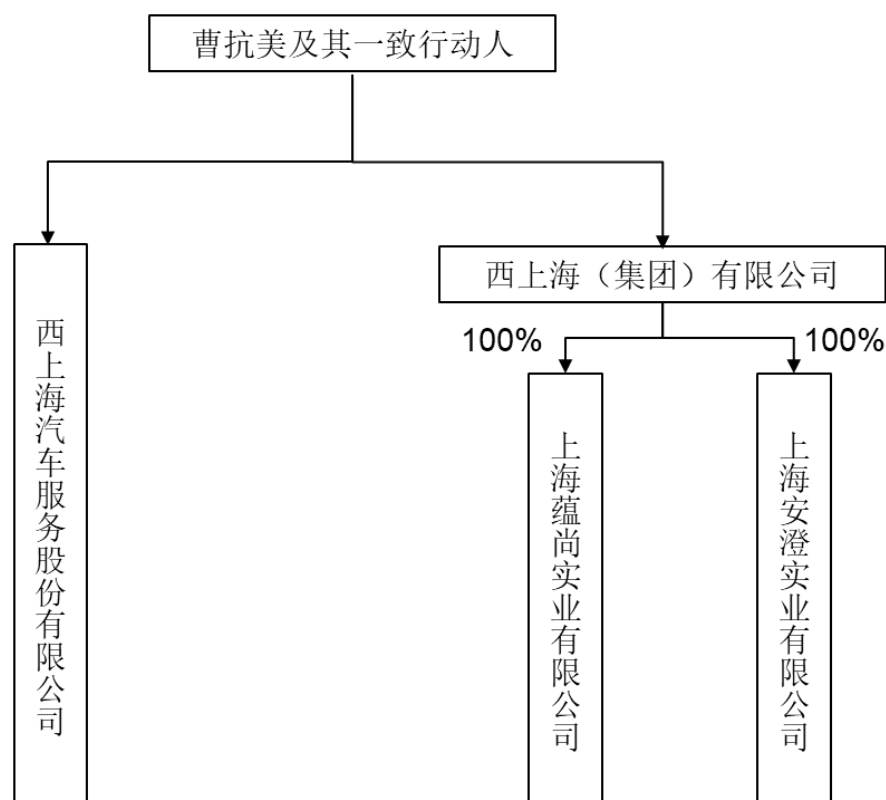 曹抗美及其一致行动人
西上海（集团）有限公司
100%
100%
西上海汽车服务股份有限公司
上海蕴尚实业有限公司
上海安澄实业有限公司